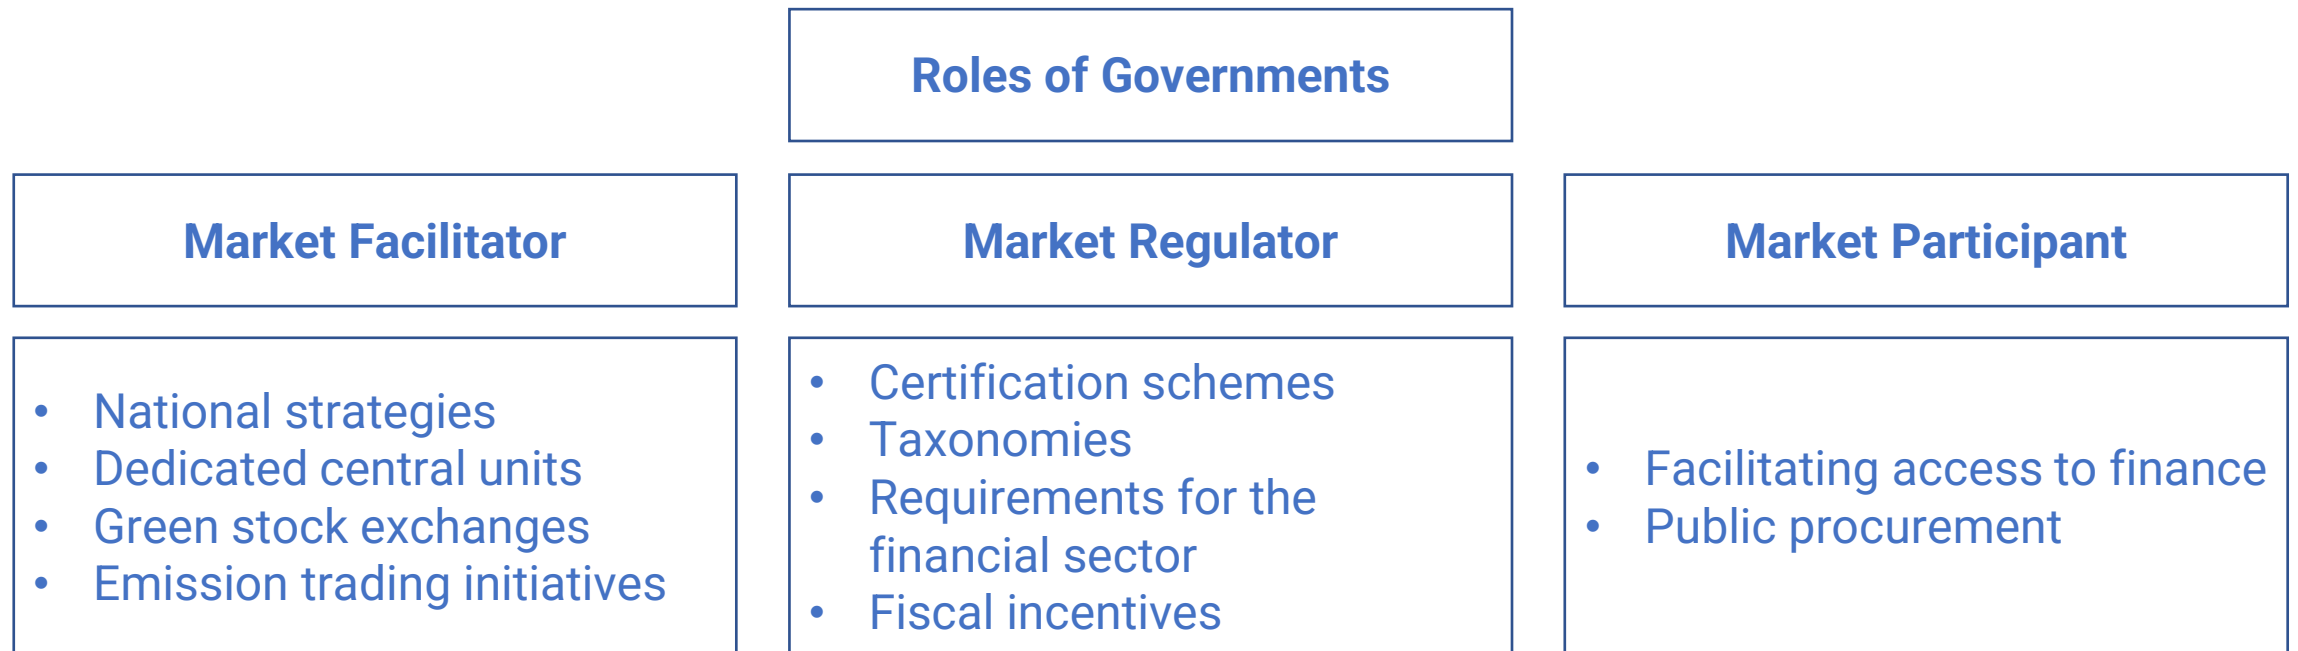 Roles of Governments
Market Facilitator
Market Regulator
Market Participant
• National strategies
• Dedicated central units
• Green stock exchanges
• Emission trading initiatives
• Certification schemes
• Taxonomies
• Requirements for the
financial sector
• Fiscal incentives
• Facilitating access to finance
• Public procurement